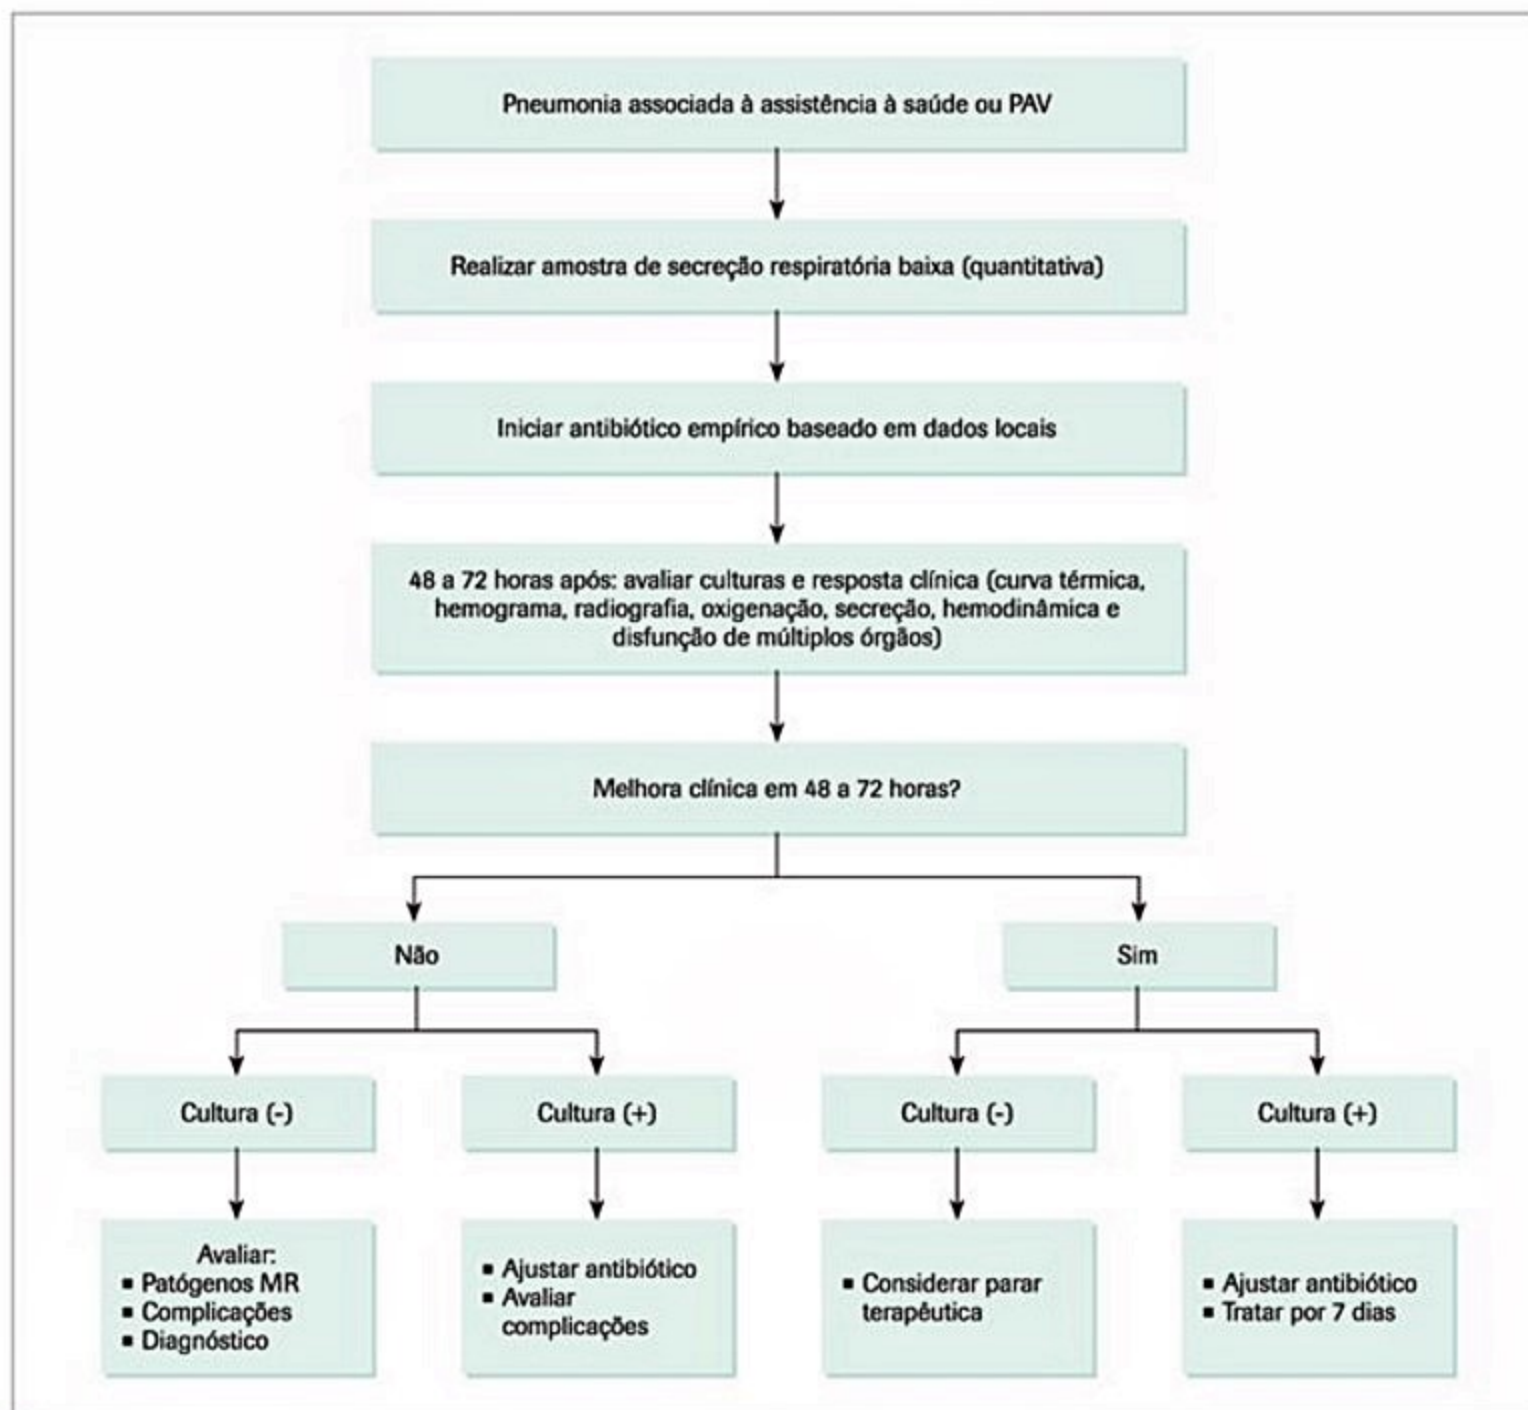 Pneumonia associada à assistência à saúde ou PAV
Realizar amostra de secreção respiratória baixa (quantitativa)
Iniciar antibiótico empírico baseado em dados locais
48 a 72 horas após: avaliar culturas e resposta clínica (curva térmica,
hemograma, radiografia, oxigenação, secreção, hemodinâmica e
disfunção de múltiplos órgãos)
Melhora clínica em 48 a 72 horas?
Não
Sim
Cultura (-)
Cultura (+)
Cultura (-)
Cultura (+)
Avaliar:
▪ Patógenos MR
▪ Complicações
▪ Diagnóstico
▪ Ajustar antibiótico
▪ Avaliar
complicações
▪ Considerar parar
terapêutica
▪ Ajustar antibiótico
▪ Tratar por 7 dias